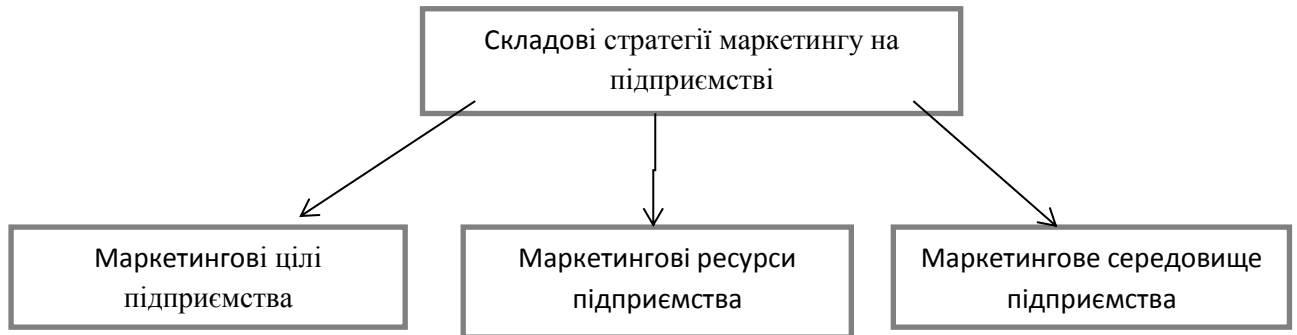 Складові стратегії маркетингу на
підприємстві
Маркетингові цілі
підприємства
Маркетингові ресурси
підприємства
Маркетингове середовище
підприємства